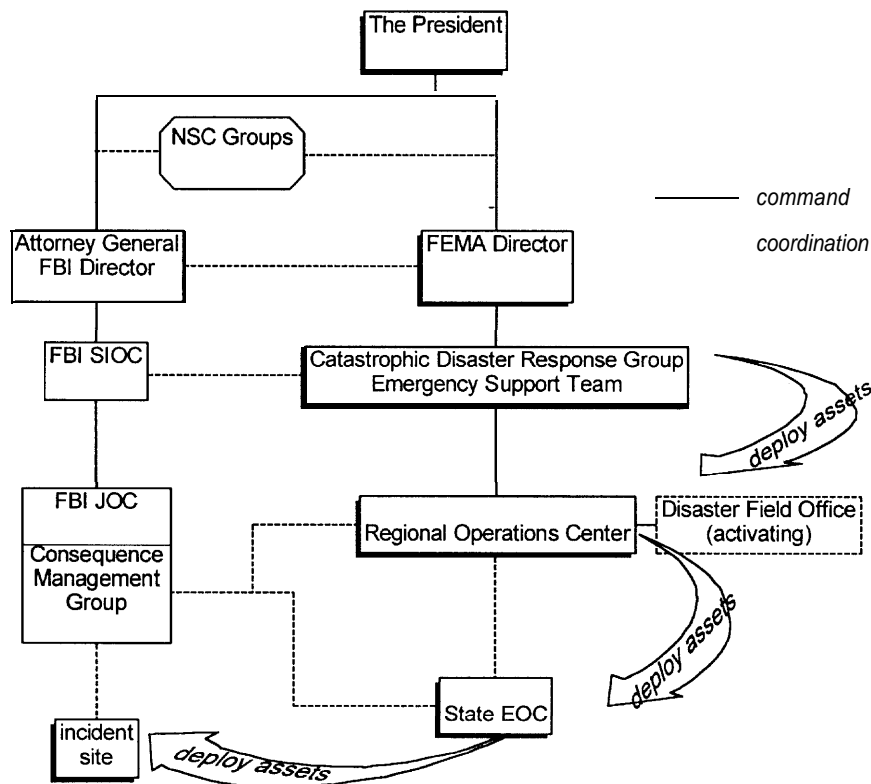 The President
NSC Groups
command
coordination
Attorney General
FBI Director
FEMA Director
FBI SIOC
Catastrophic Disaster Response Group
Emergency Support Team
deploy assets
FBI JOC
Consequence
Management
Group
Regional Operations Center
Disaster Field Office
(activating)
deploy assets
State EOC
incident
site
deploy assets